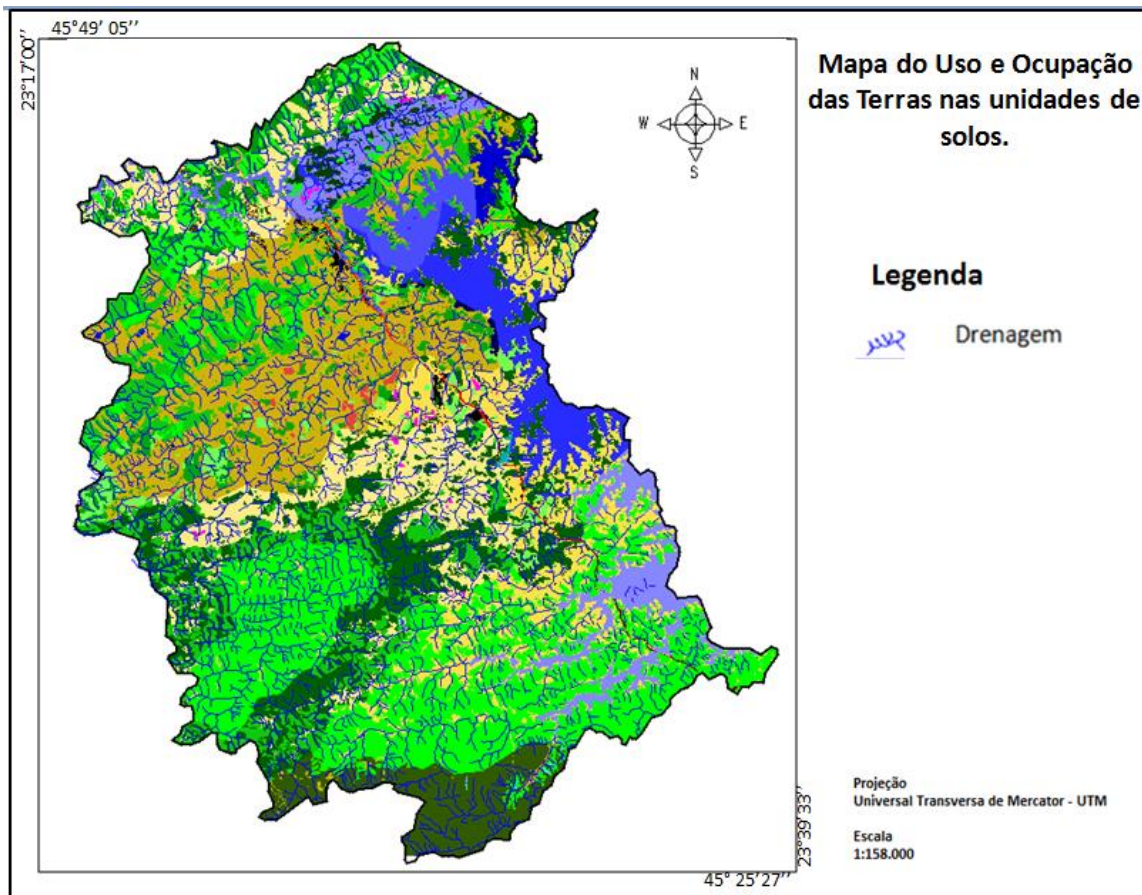 45°49' 05''
23°17'00''
Mapa do Uso e Ocupação
das Terras nas unidades de
solos.
N
W
E
S
Legenda
Drenagem
Projeção
Universal Transversa de Mercator - UTM
Escala
1:158.000
23°39'33''
45° 25'27''